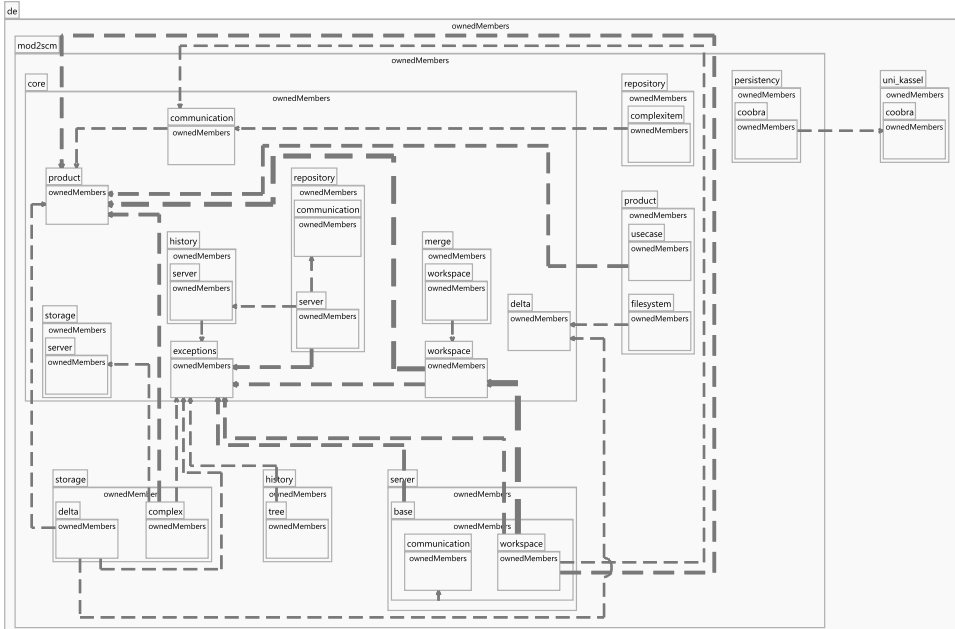 de
ownedMembers
mod2scm
ownedMembers
core
ownedMembers
communication
ownedMembers
product
ownedMembers
repository
ownedMembers
communication
ownedMembers
server
ownedMembers
history
ownedMembers
server
ownedMembers
merge
ownedMembers
workspace
ownedMembers
delta
ownedMembers
storage
ownedMembers
server
ownedMembers
exceptions
ownedMembers
workspace
ownedMembers
repository
ownedMembers
complexitem
ownedMembers
product
ownedMembers
usecase
ownedMembers
filesystem
ownedMembers
persistency
ownedMembers
coobra
ownedMembers
uni_kassel
ownedMembers
coobra
ownedMembers
storage
ownedMembers
delta
ownedMembers
complex
ownedMembers
history
ownedMembers
tree
ownedMembers
server
ownedMembers
base
ownedMembers
communication
ownedMembers
workspace
ownedMembers